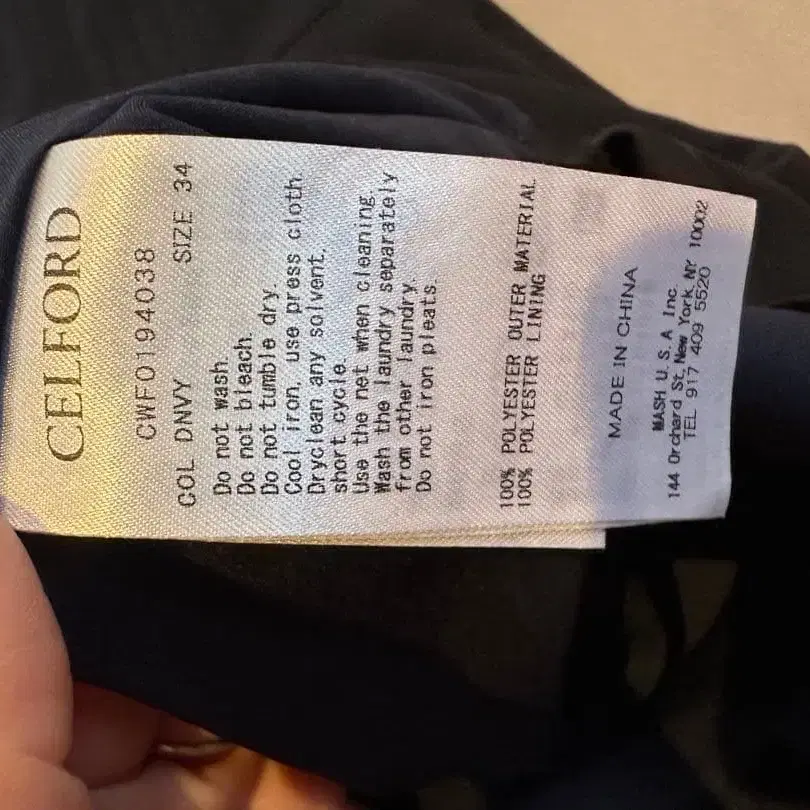 CELFORD
CWFO194038
COL DNVY SIZE 34
Do not wash.
Do not bleach.
Do not tumble dry.
Cool iron, use press cloth.
Dryclean any solvent.
short cycle.
Use the net when cleaning.
Wash the laundry separately
from other laundry.
Do not iron pleats.
100% POLYESTER OUTER MATERIAL
100% POLYESTER LINING
MADE IN CHINA
MASH U.S.A Inc.
144 Orchard St, New York, NY 10002
TEL 917 409 5520